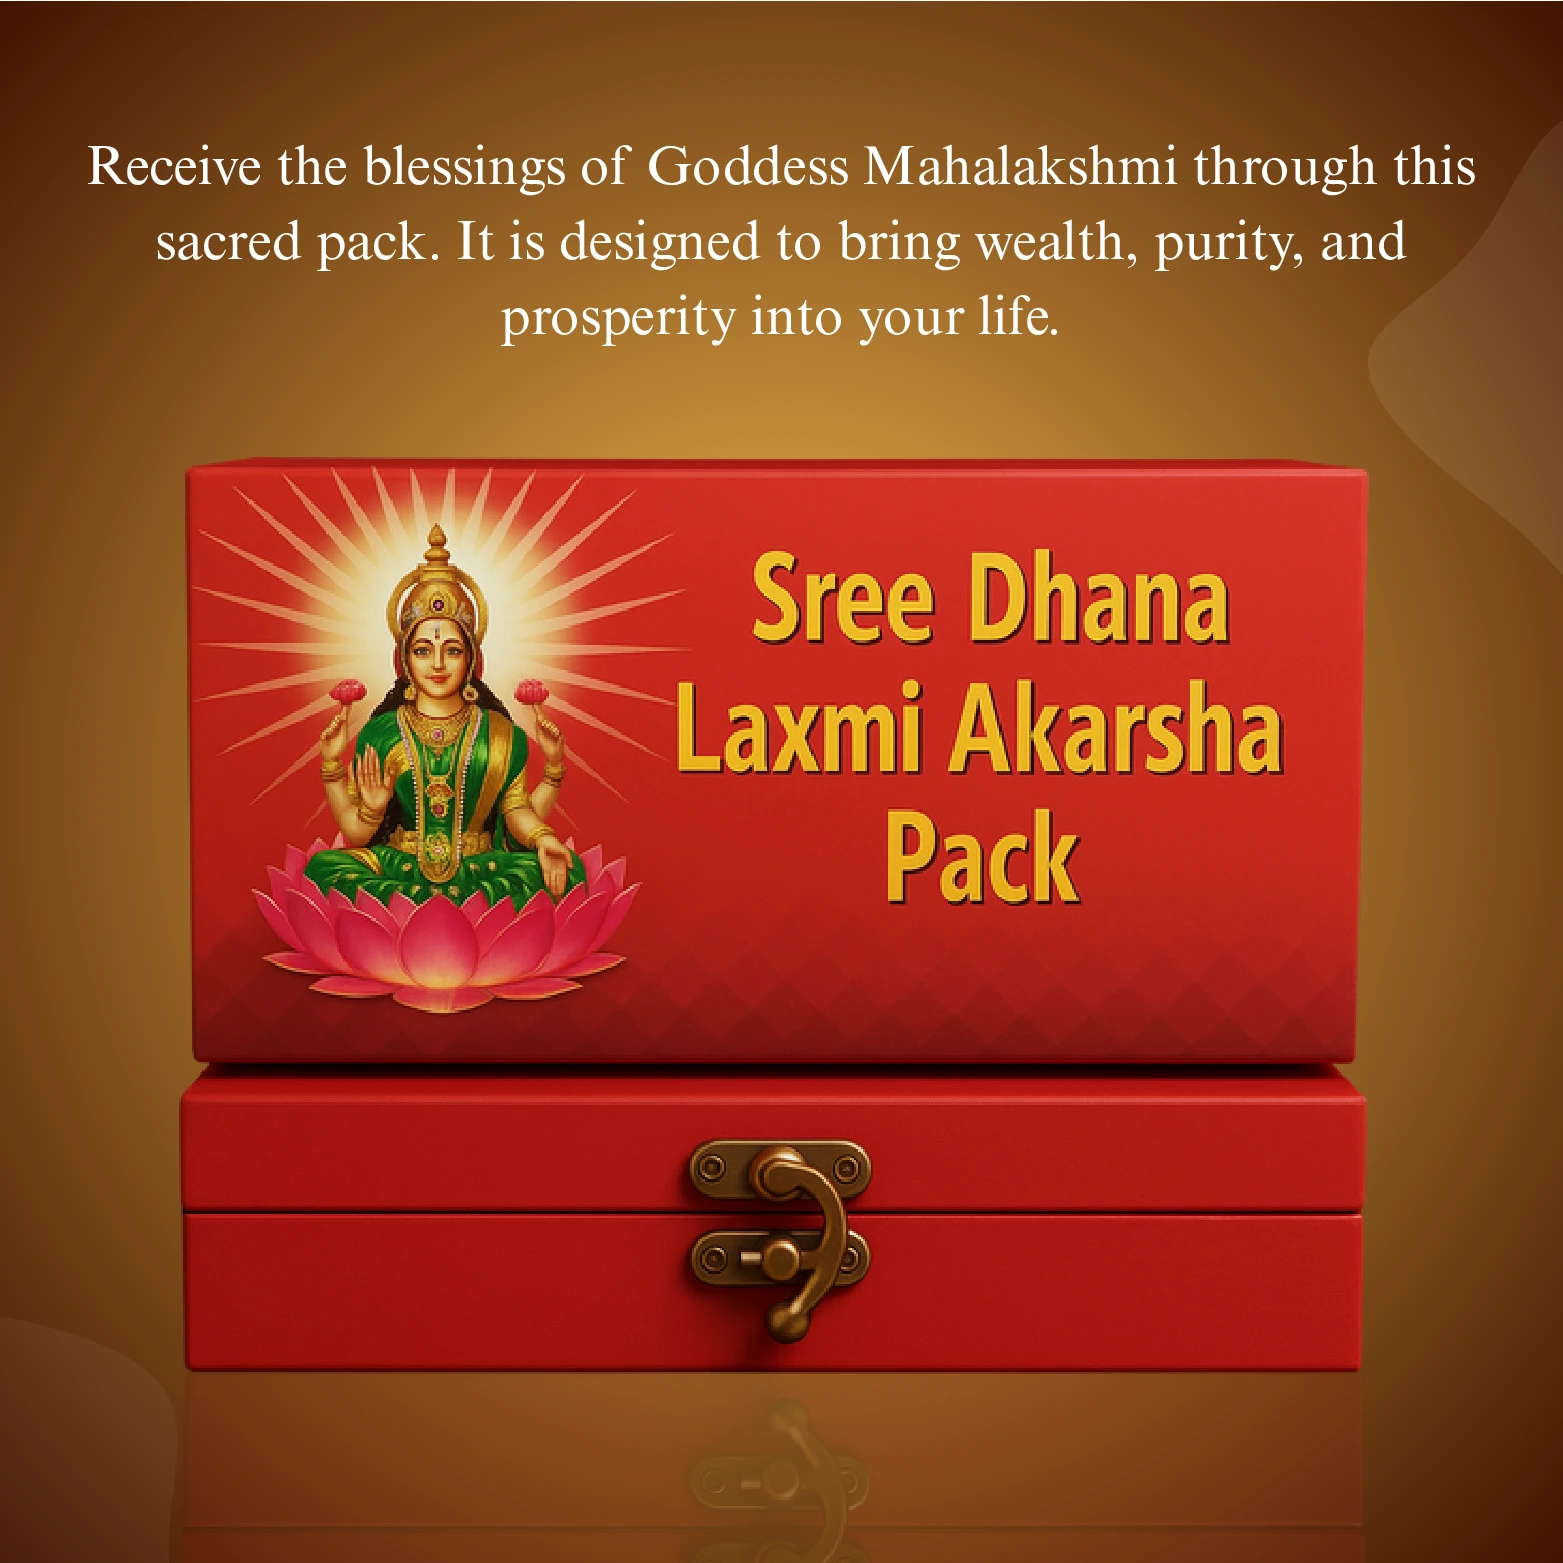 Receive the blessings of Goddess Mahalakshmi through this
sacred pack. It is designed to bring wealth, purity, and
prosperity into your life.
Sree Dhana
Laxmi Akarsha
Pack